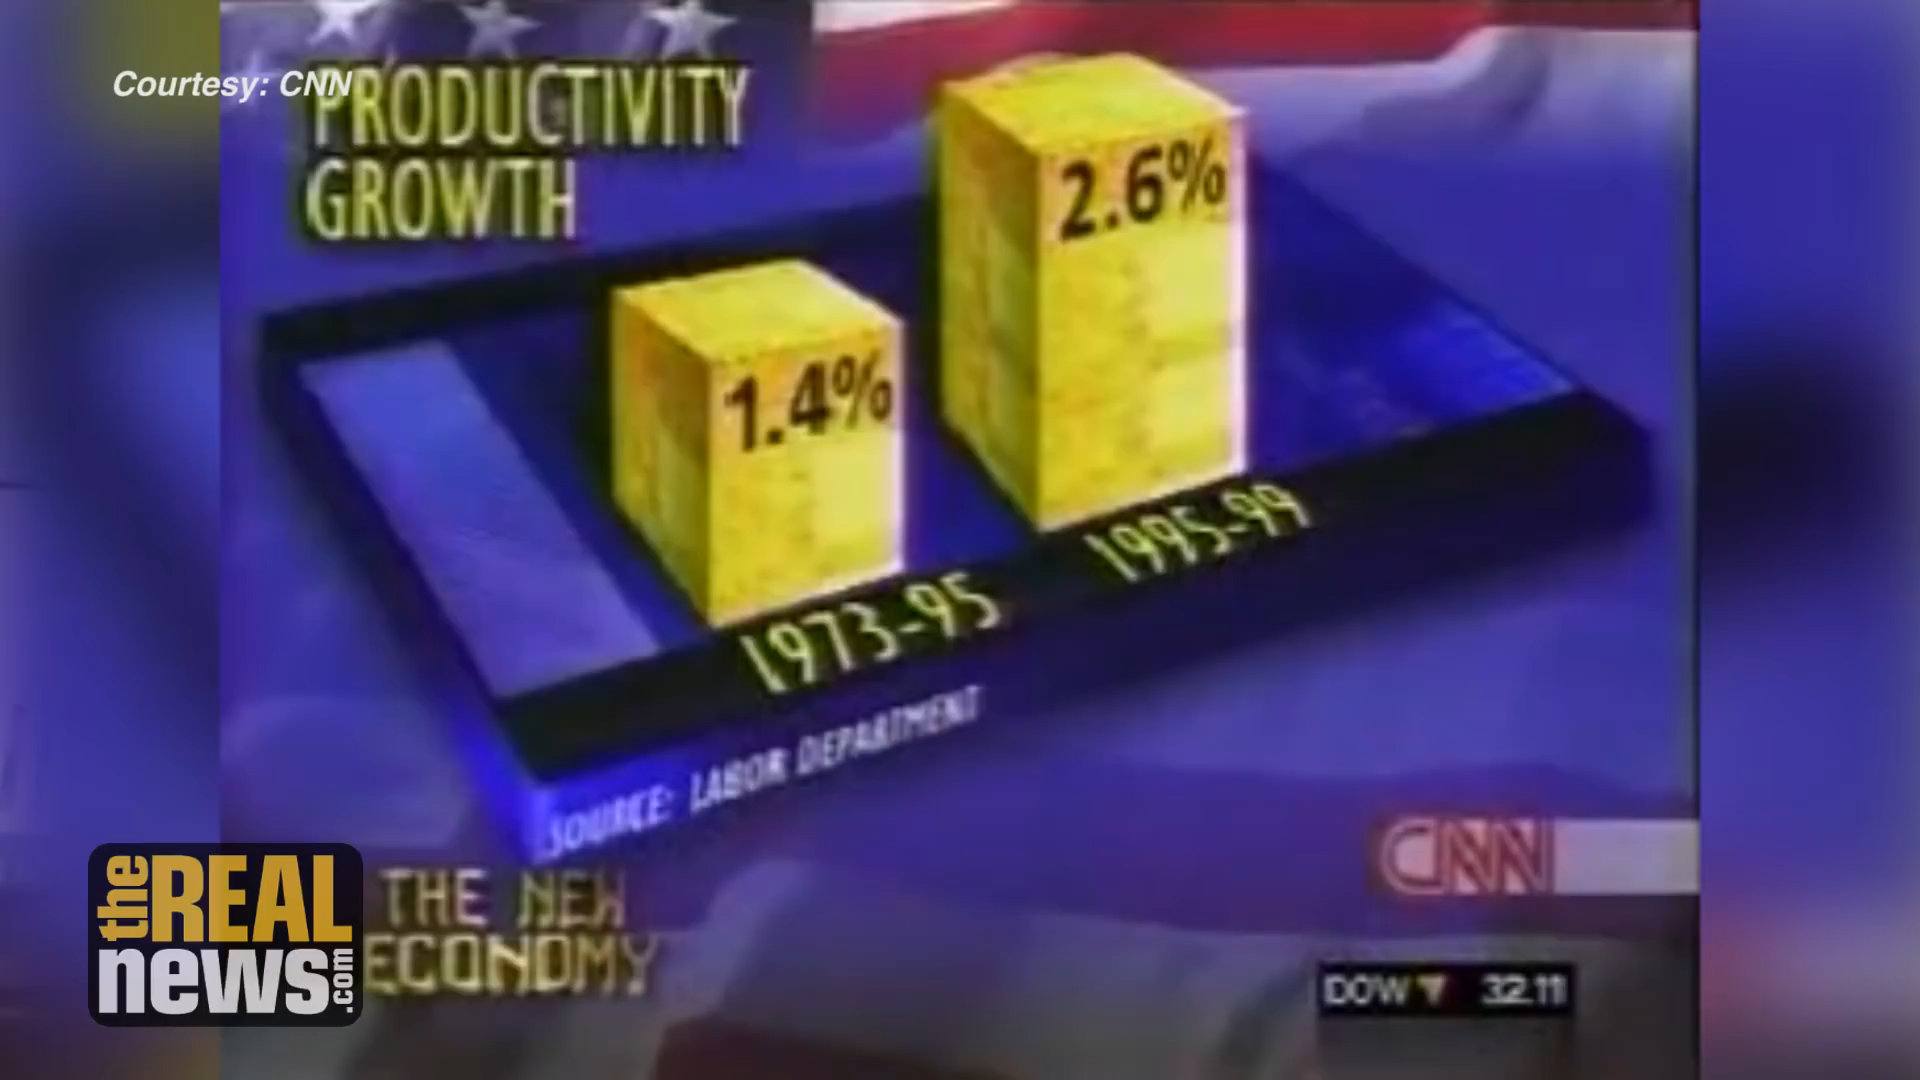 Courtesy: CNN
PRODUCTIVITY
GROWTH
2.6%
1.4%
1995-99
1973-95
SOURCE: LABOR DEPARTMENT
CNN
the REAL
news.com
THE NEW
ECONOMY
DOW ▼ 32.11